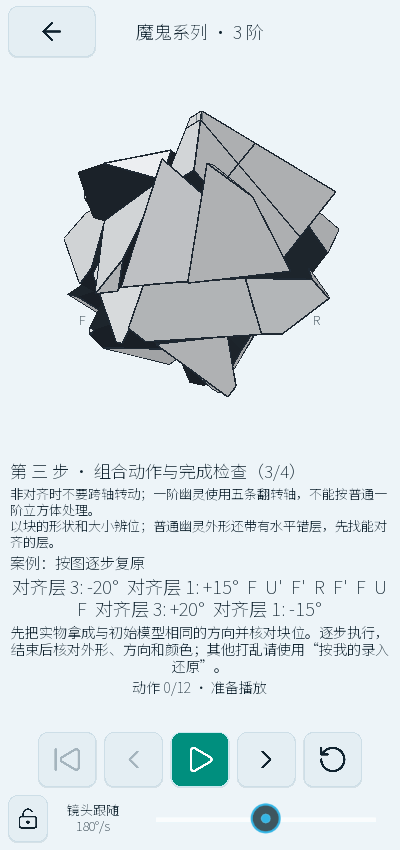 魔鬼系列 · 3 阶
F
R
第 三 步 · 组合动作与完成检查（3/4）
非对齐时不要跨轴转动；一阶幽灵使用五条翻转轴，不能按普通一
阶立方体处理。
以块的形状和大小辨位；普通幽灵外形还带有水平错层，先找能对
齐的层。
案例：按图逐步复原
对齐层 3: -20° 对齐层 1: +15° F U' F' R F' F U
F 对齐层 3: +20° 对齐层 1: -15°
先把实物拿成与初始模型相同的方向并核对块位。逐步执行，
结束后核对外形、方向和颜色；其他打乱请使用“按我的录入
还原”。
动作 0/12 · 准备播放
镜头跟随
180°/s